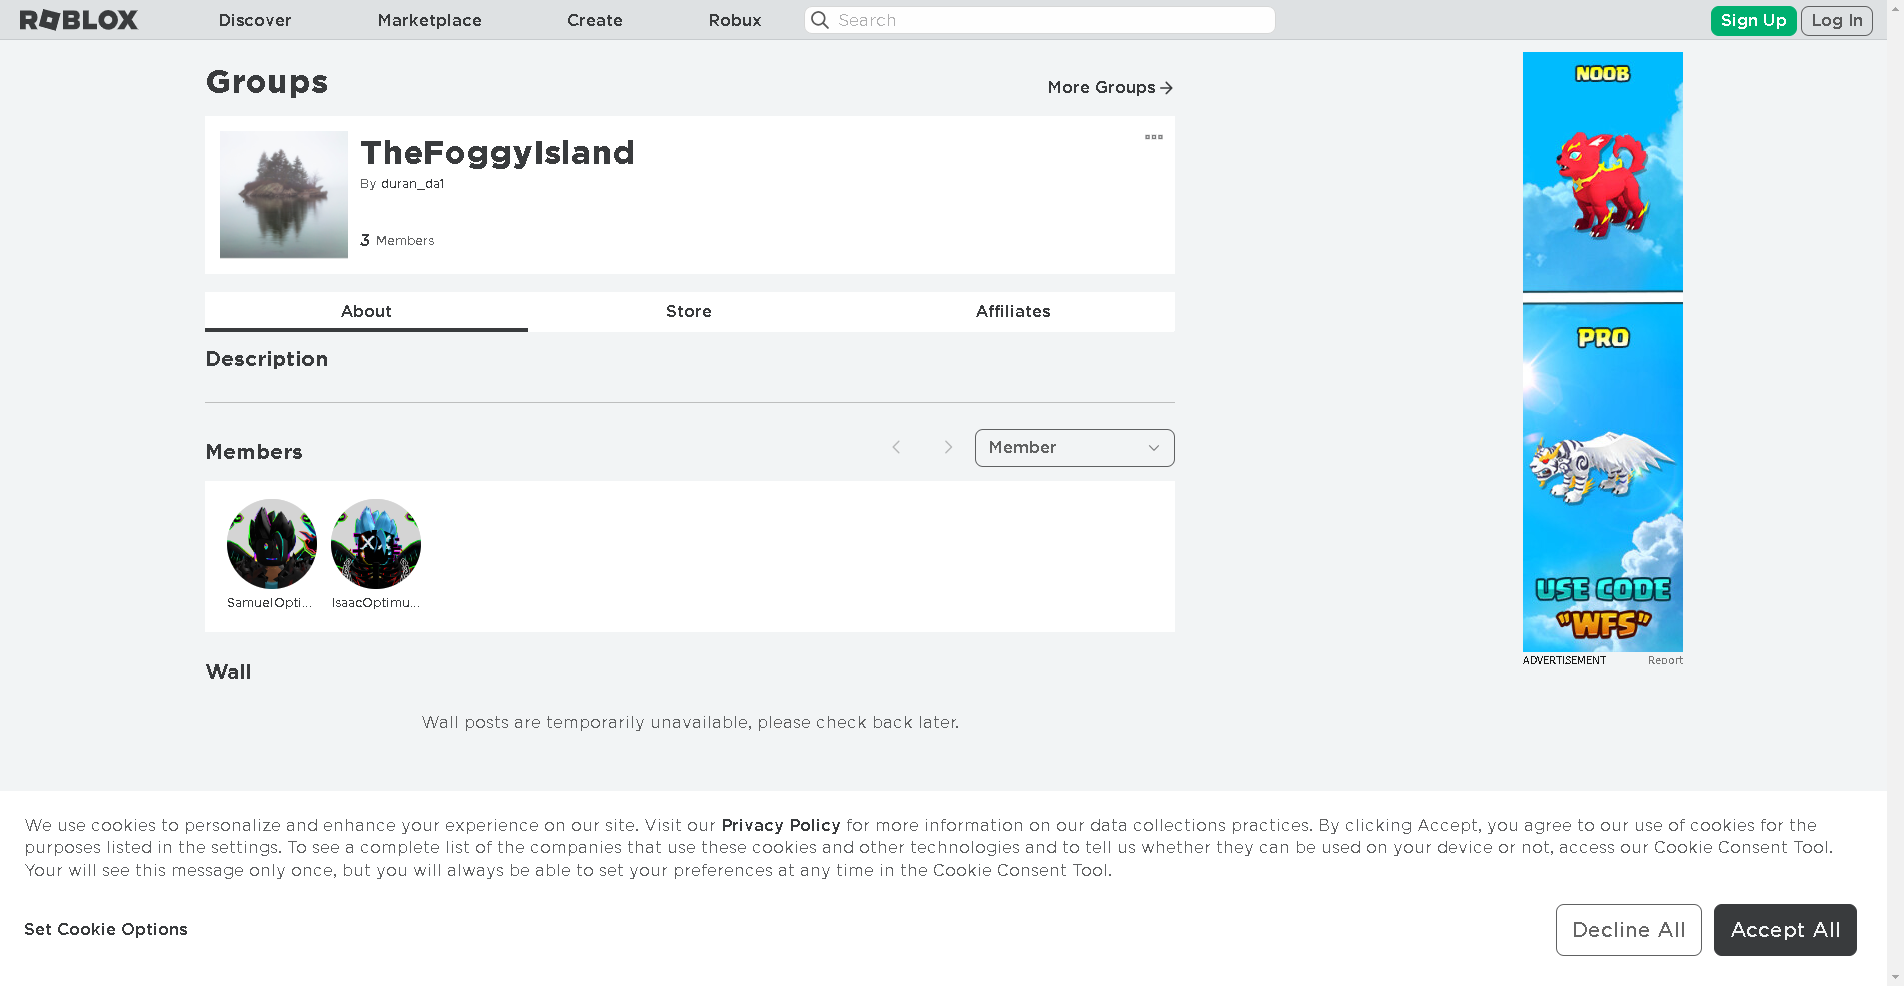 ROBLOX
Discover
Marketplace
Create
Robux
Search
Sign Up
Log In
Groups
More Groups
TheFoggyIsland
By duran_da1
3 Members
About
Store
Affiliates
Description
Members
Member
SamuelOpti...
IsaacOptimu...
Wall
Wall posts are temporarily unavailable, please check back later.
NOOB
PRO
USE CODE
"WFS"
ADVERTISEMENT
Report
We use cookies to personalize and enhance your experience on our site. Visit our Privacy Policy for more information on our data collections practices. By clicking Accept, you agree to our use of cookies for the
purposes listed in the settings. To see a complete list of the companies that use these cookies and other technologies and to tell us whether they can be used on your device or not, access our Cookie Consent Tool.
Your will see this message only once, but you will always be able to set your preferences at any time in the Cookie Consent Tool.
Set Cookie Options
Decline All
Accept All